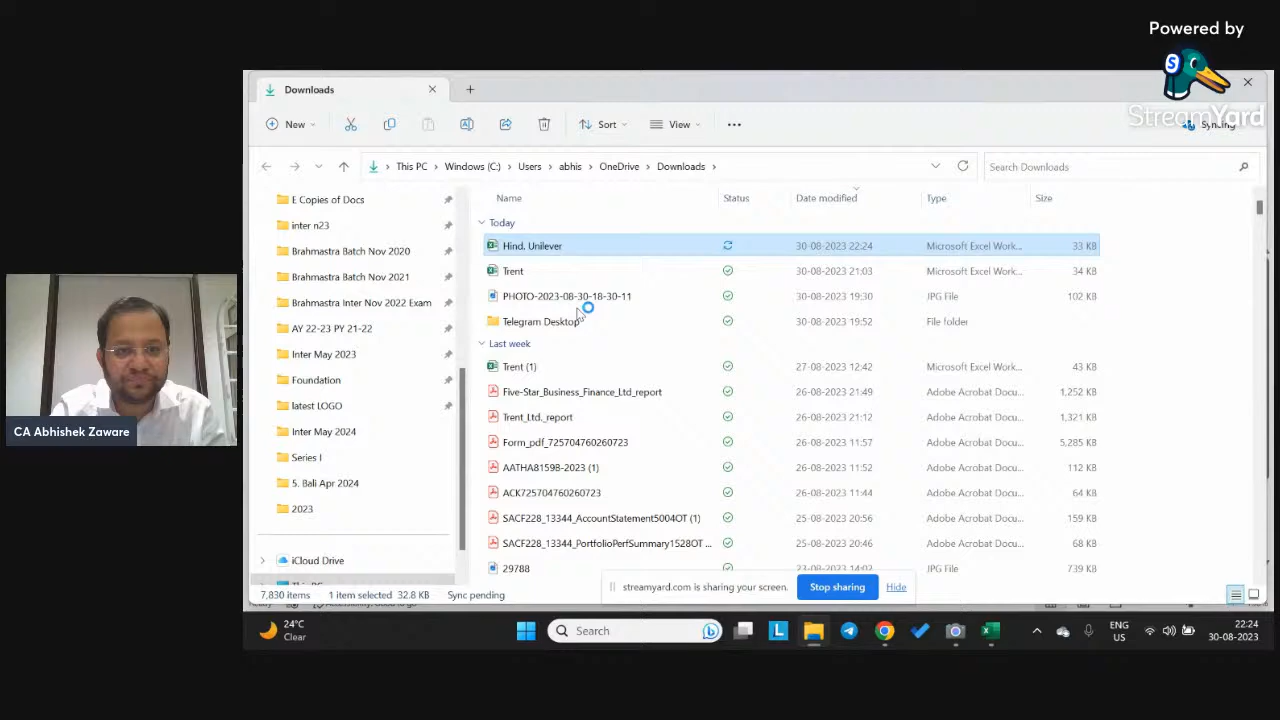 Powered by
StreamYard
Downloads
New
Sort
View
Syncing
This PC > Windows (C:) > Users > abhis > OneDrive > Downloads >
Search Downloads
Name Status Date modified Type Size
E Copies of Docs
inter n23
Brahmastra Batch Nov 2020
Brahmastra Batch Nov 2021
Brahmastra Inter Nov 2022 Exam
AY 22-23 PY 21-22
Inter May 2023
Foundation
latest LOGO
Inter May 2024
Series I
5. Bali Apr 2024
2023
iCloud Drive
Today
Hind. Unilever 30-08-2023 22:24 Microsoft Excel Work... 33 KB
Trent 30-08-2023 21:03 Microsoft Excel Work... 34 KB
PHOTO-2023-08-30-18-30-11 30-08-2023 19:30 JPG File 102 KB
Telegram Desktop 30-08-2023 19:52 File folder
Last week
Trent (1) 27-08-2023 12:42 Microsoft Excel Work... 43 KB
Five-Star_Business_Finance_Ltd_report 26-08-2023 21:49 Adobe Acrobat Docu... 1,252 KB
Trent_Ltd._report 26-08-2023 21:12 Adobe Acrobat Docu... 1,321 KB
Form_pdf_725704760260723 26-08-2023 11:57 Adobe Acrobat Docu... 5,285 KB
AATHA8159B-2023 (1) 26-08-2023 11:52 Adobe Acrobat Docu... 112 KB
ACK725704760260723 26-08-2023 11:44 Adobe Acrobat Docu... 64 KB
SACF228_13344_AccountStatement5004OT (1) 25-08-2023 20:56 Adobe Acrobat Docu... 159 KB
SACF228_13344_PortfolioPerfSummary1528OT ... 25-08-2023 20:46 Adobe Acrobat Docu... 68 KB
29788 23-08-2023 14:02 JPG File 739 KB
streamyard.com is sharing your screen.
Stop sharing
Hide
7,830 items 1 item selected 32.8 KB Sync pending
CA Abhishek Zaware
24°C
Clear
Search
ENG
US
22:24
30-08-2023